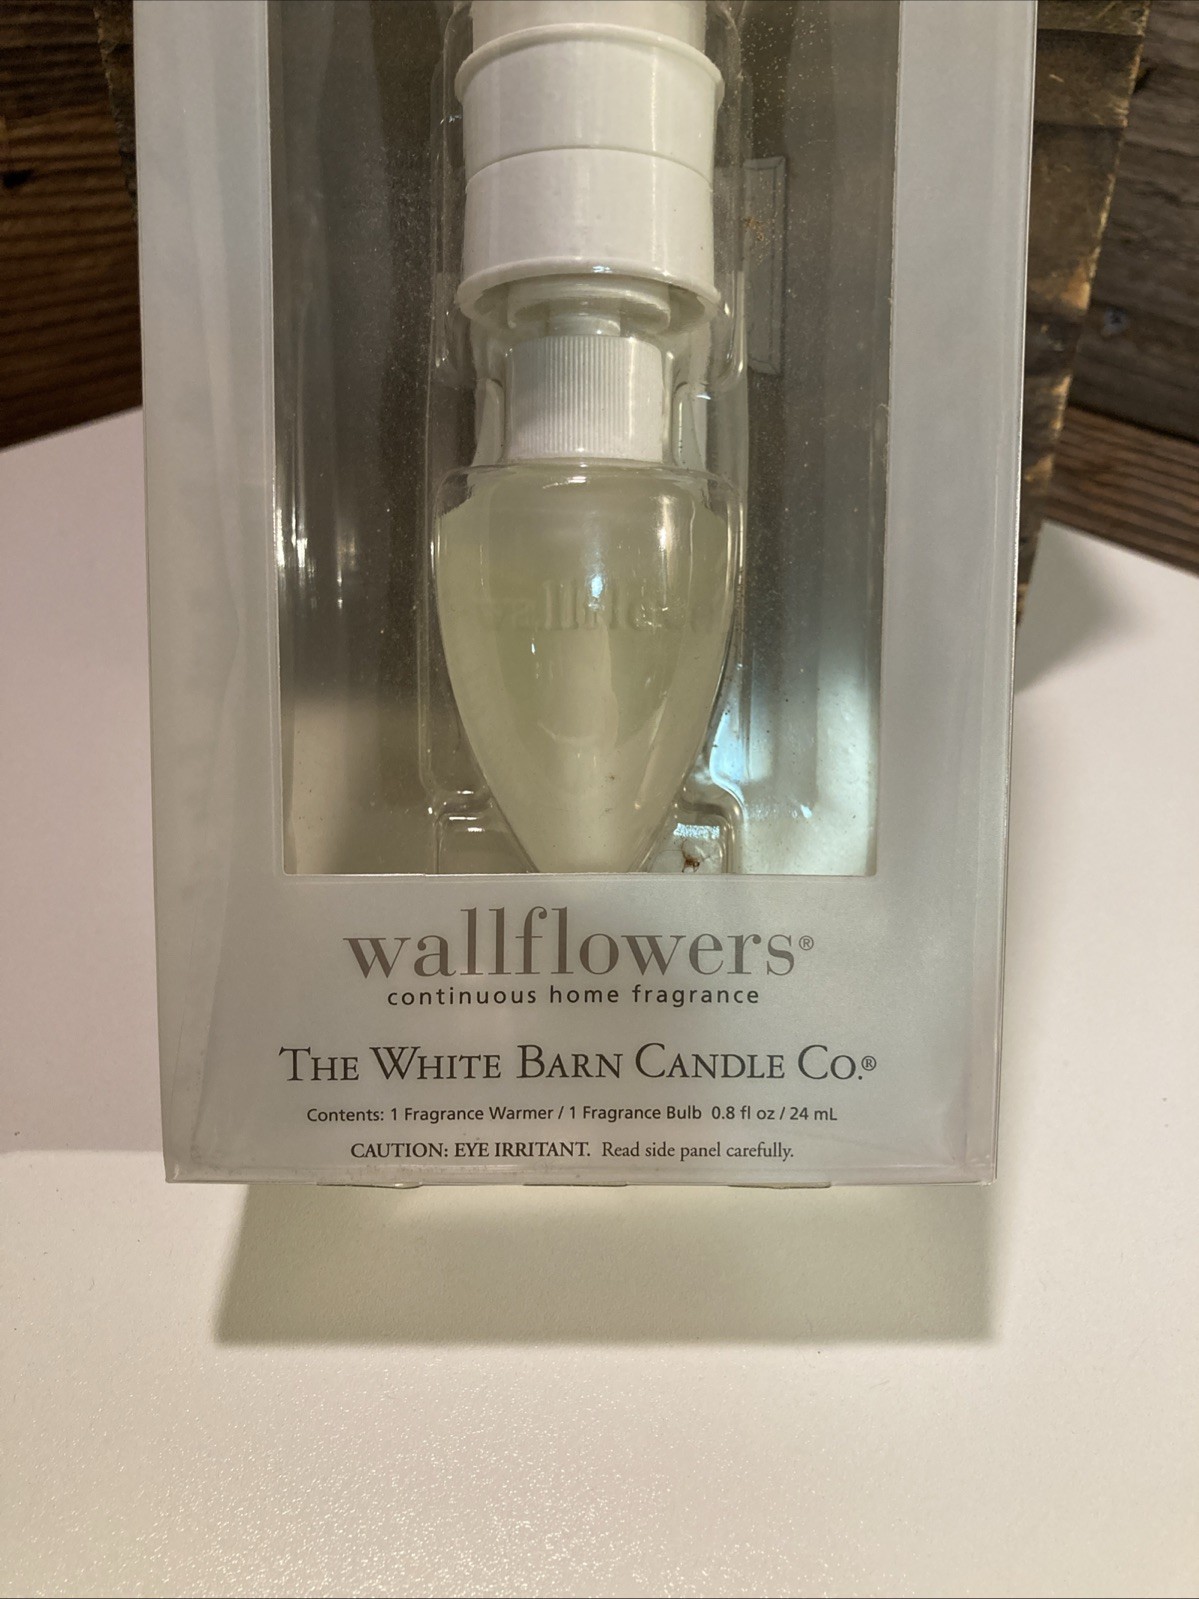 wallflowers®
continuous home fragrance
THE WHITE BARN CANDLE CO.®
Contents: 1 Fragrance Warmer / 1 Fragrance Bulb 0.8 fl oz / 24 mL
CAUTION: EYE IRRITANT. Read side panel carefully.